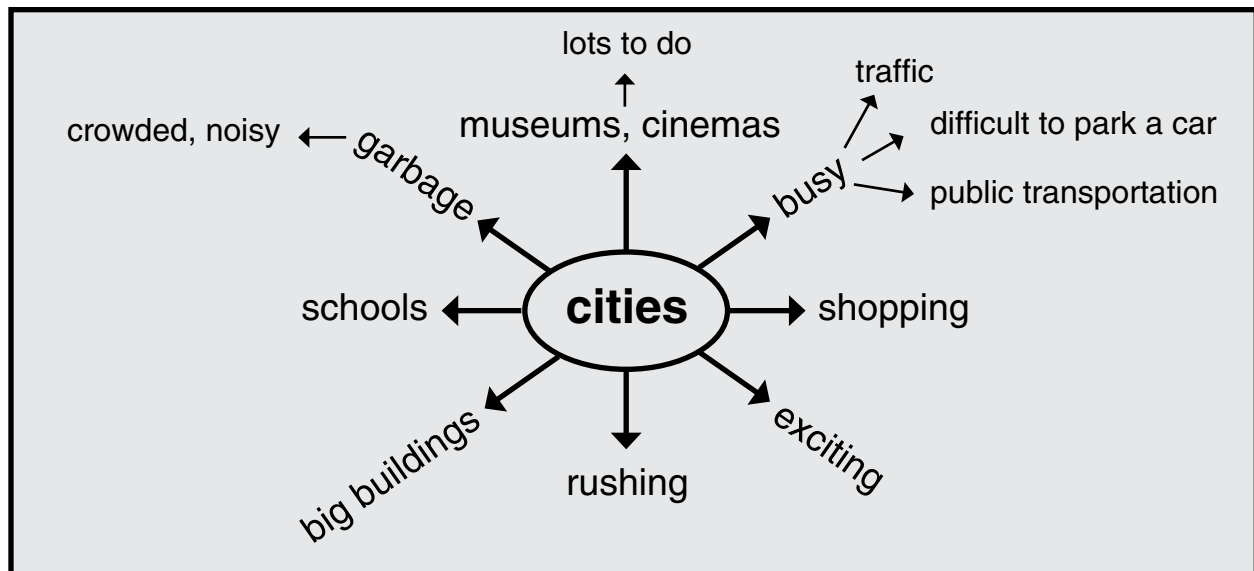 lots to do
traffic
crowded, noisy
garbage
museums, cinemas
busy
difficult to park a car
public transportation
schools
cities
shopping
big buildings
rushing
exciting